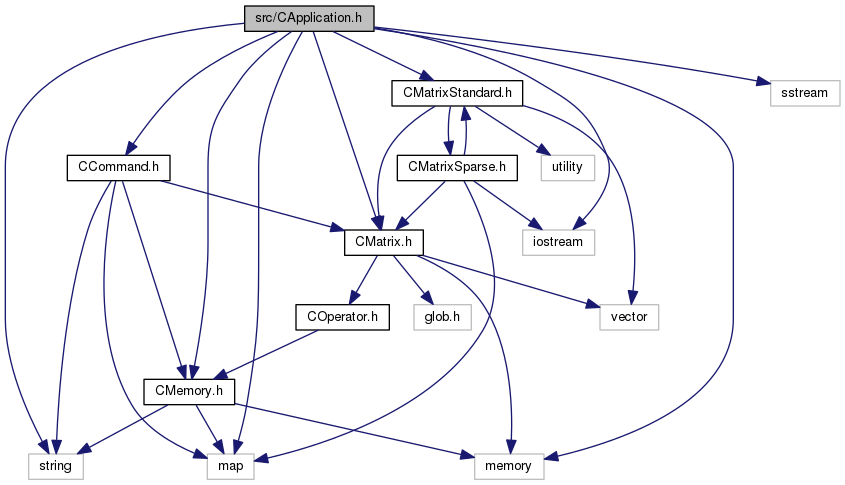 src/CApplication.h
CMatrixStandard.h
sstream
CCommand.h
CMatrixSparse.h
utility
CMatrix.h
iostream
COperator.h
glob.h
vector
CMemory.h
string
map
memory